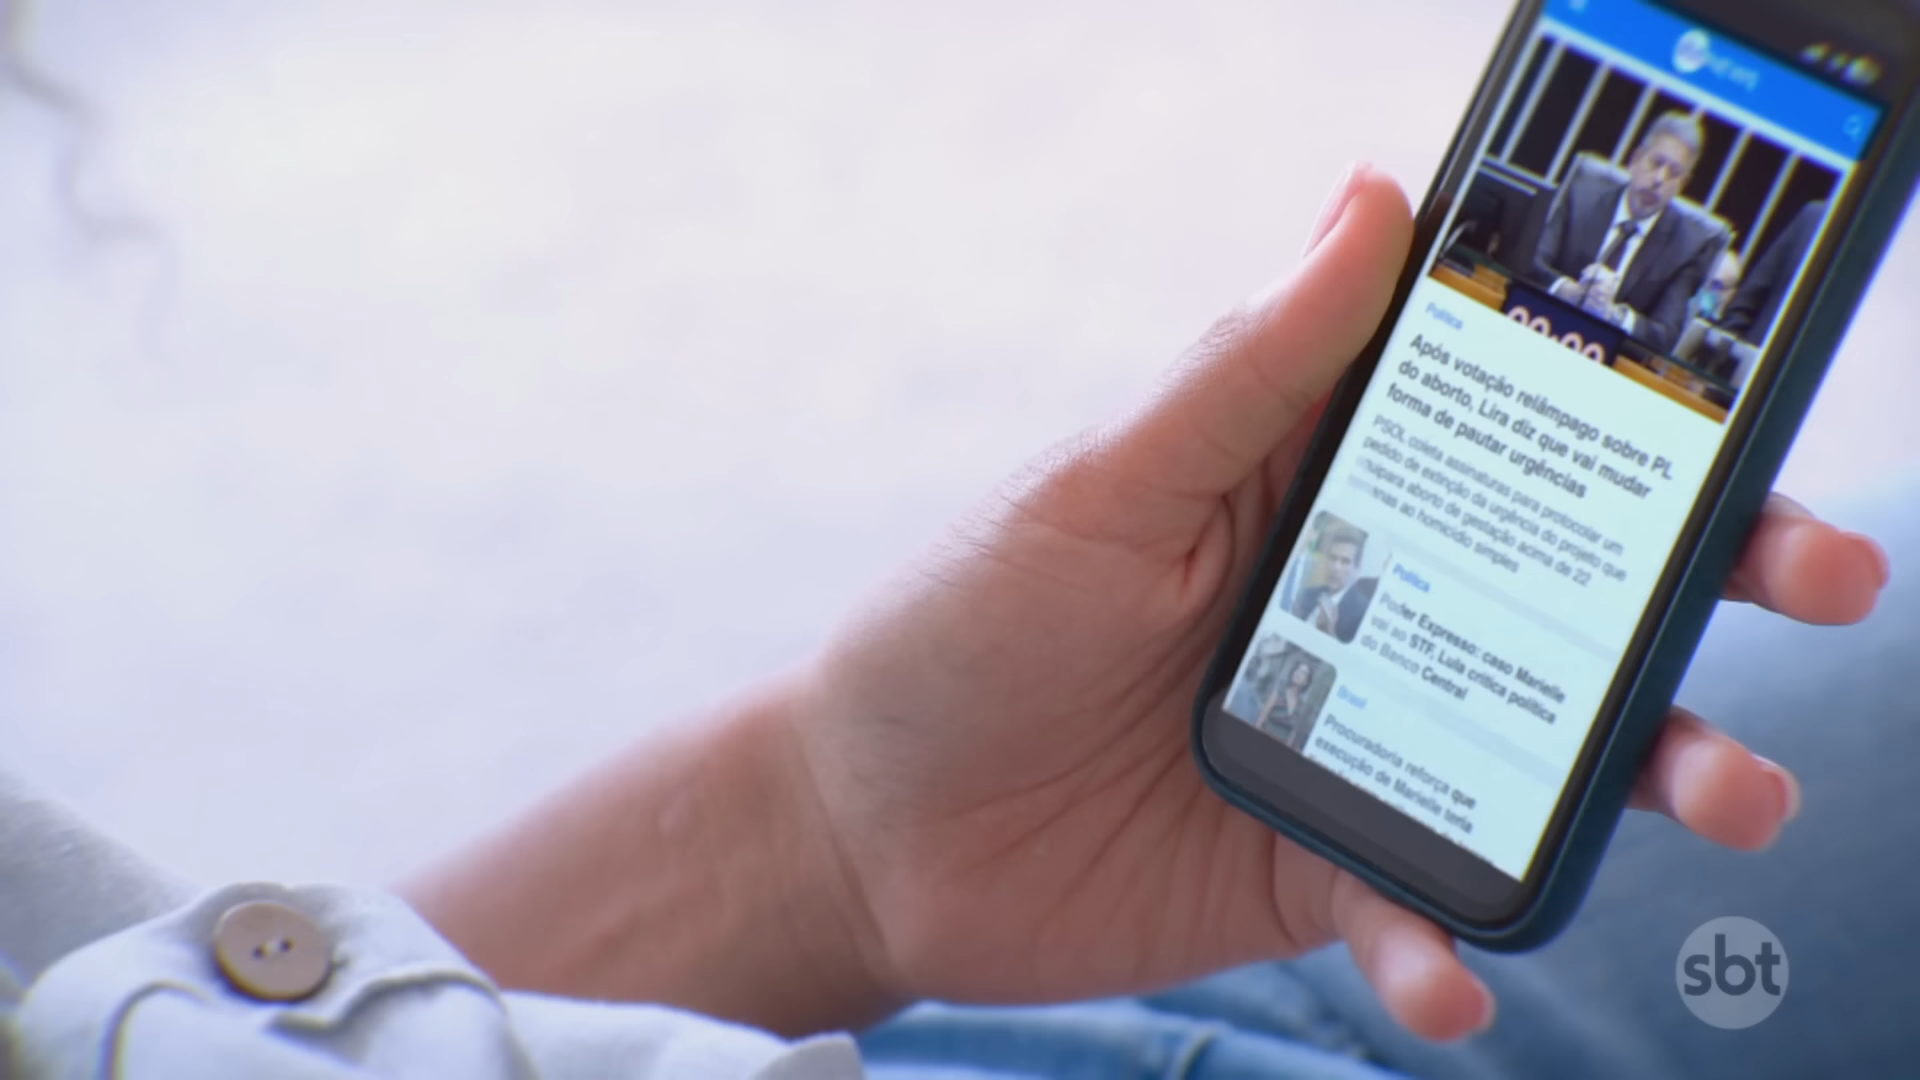 news
00:00
Política
Após votação relâmpago sobre PL
do aborto, Lira diz que vai mudar
forma de pautar urgências
PSOL coleta assinaturas para protocolar um
pedido de extinção da urgência do projeto que
aborto de gestação acima de 22
ao homicídio simples
Política
Poder Expresso: caso Marielle
vai ao STF, Lula critica política
do Banco Central
Brasil
Procuradoria reforça que
execução de Marielle teria
sbt